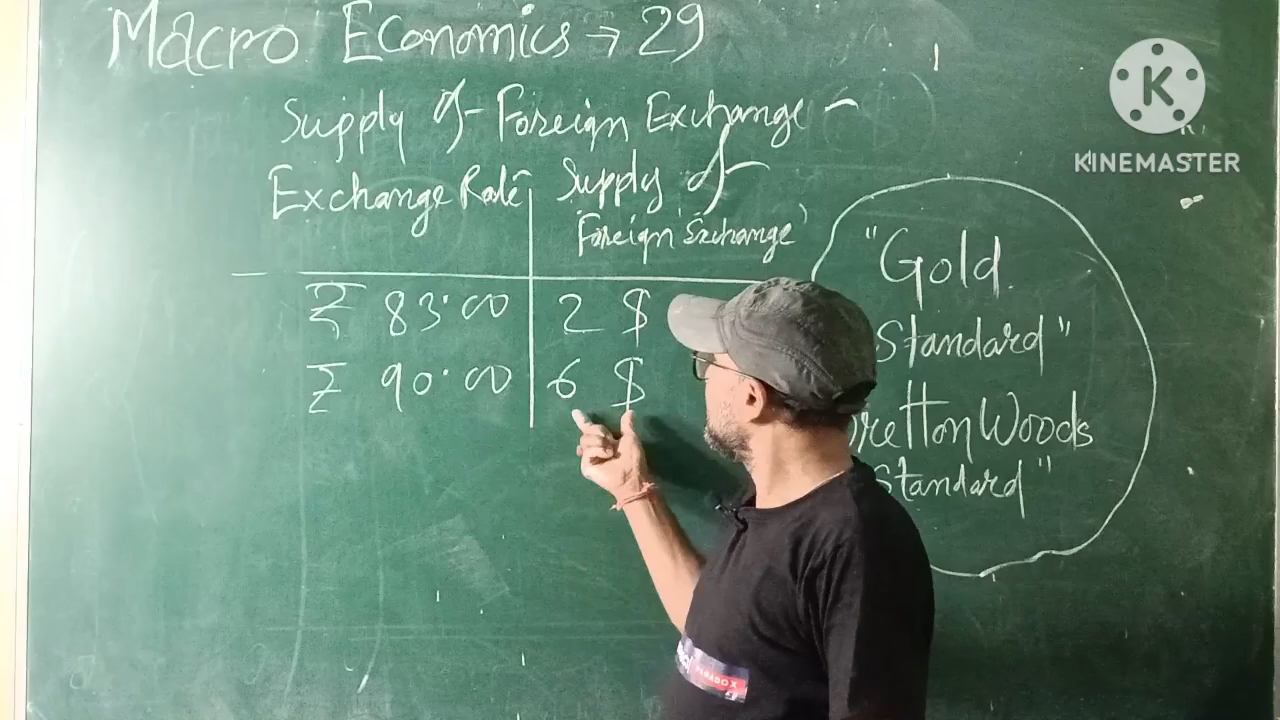 Macro Economics → 29
Supply of Foreign Exchange -
Exchange Rate Supply of
Foreign Exchange
₹ 83.00 2 $
₹ 90.00 6 $
"Gold
Standard"
Bretton Woods
Standard"
K
KINEMASTER
PARADOX